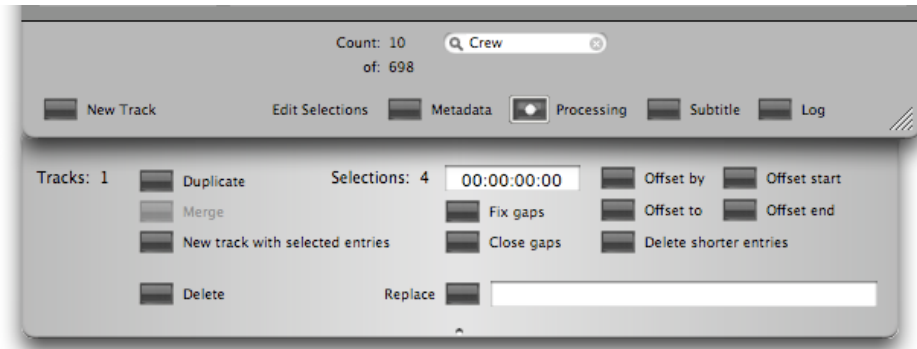 Count: 10 Crew
of: 698
New Track Edit Selections Metadata Processing Subtitle Log
Tracks: 1 Duplicate Selections: 4 00:00:00:00 Offset by Offset start
Merge Fix gaps Offset to Offset end
New track with selected entries Close gaps Delete shorter entries
Delete Replace